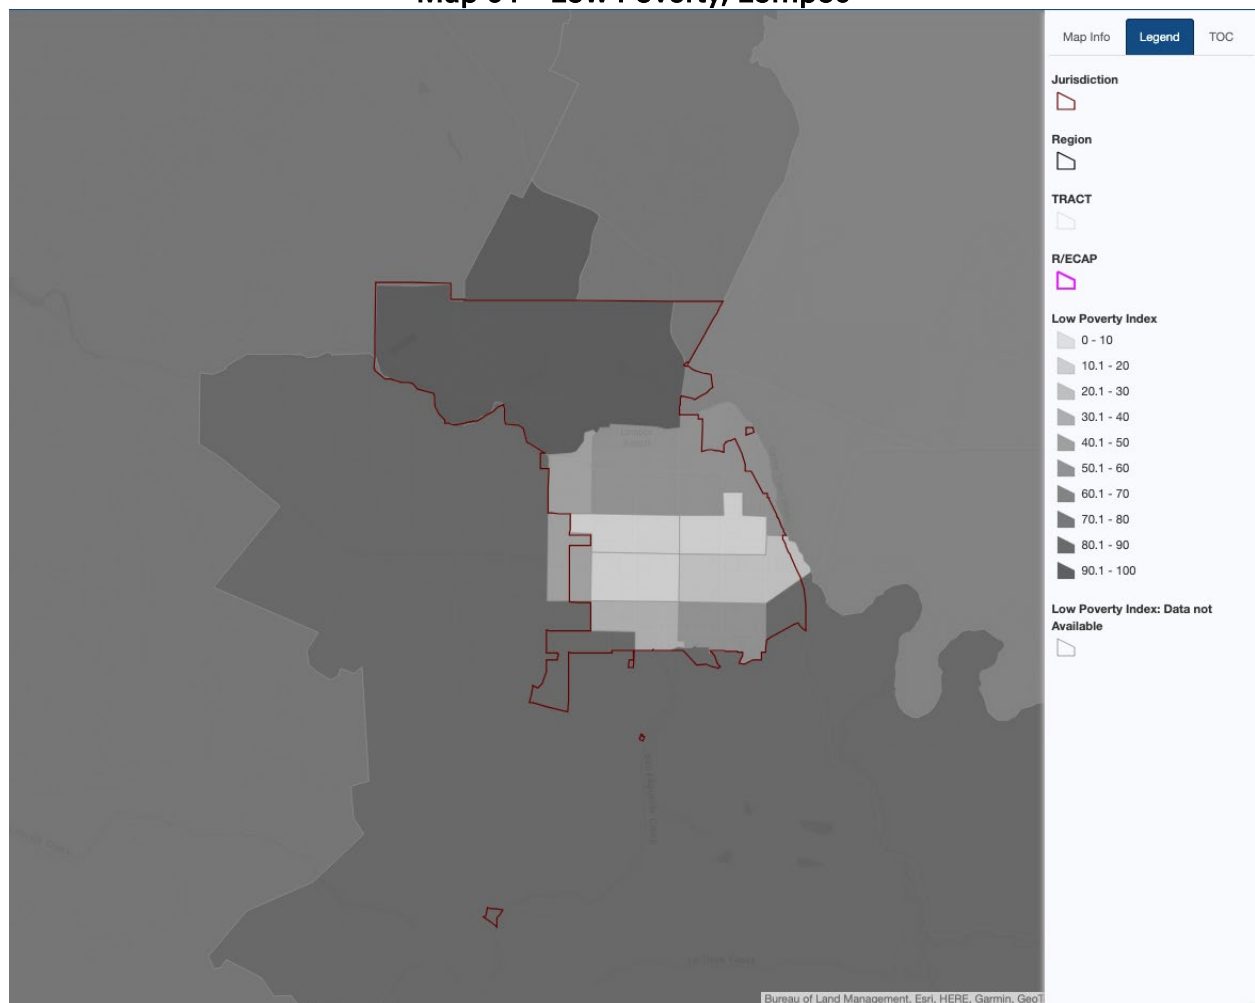 Map Info
Legend
TOC
Jurisdiction
Region
TRACT
R/ECAP
Low Poverty Index
0 - 10
10.1 - 20
20.1 - 30
30.1 - 40
40.1 - 50
50.1 - 60
60.1 - 70
70.1 - 80
80.1 - 90
90.1 - 100
Low Poverty Index: Data not
Available
Bureau of Land Management, Esri, HERE, Garmin, GeoT